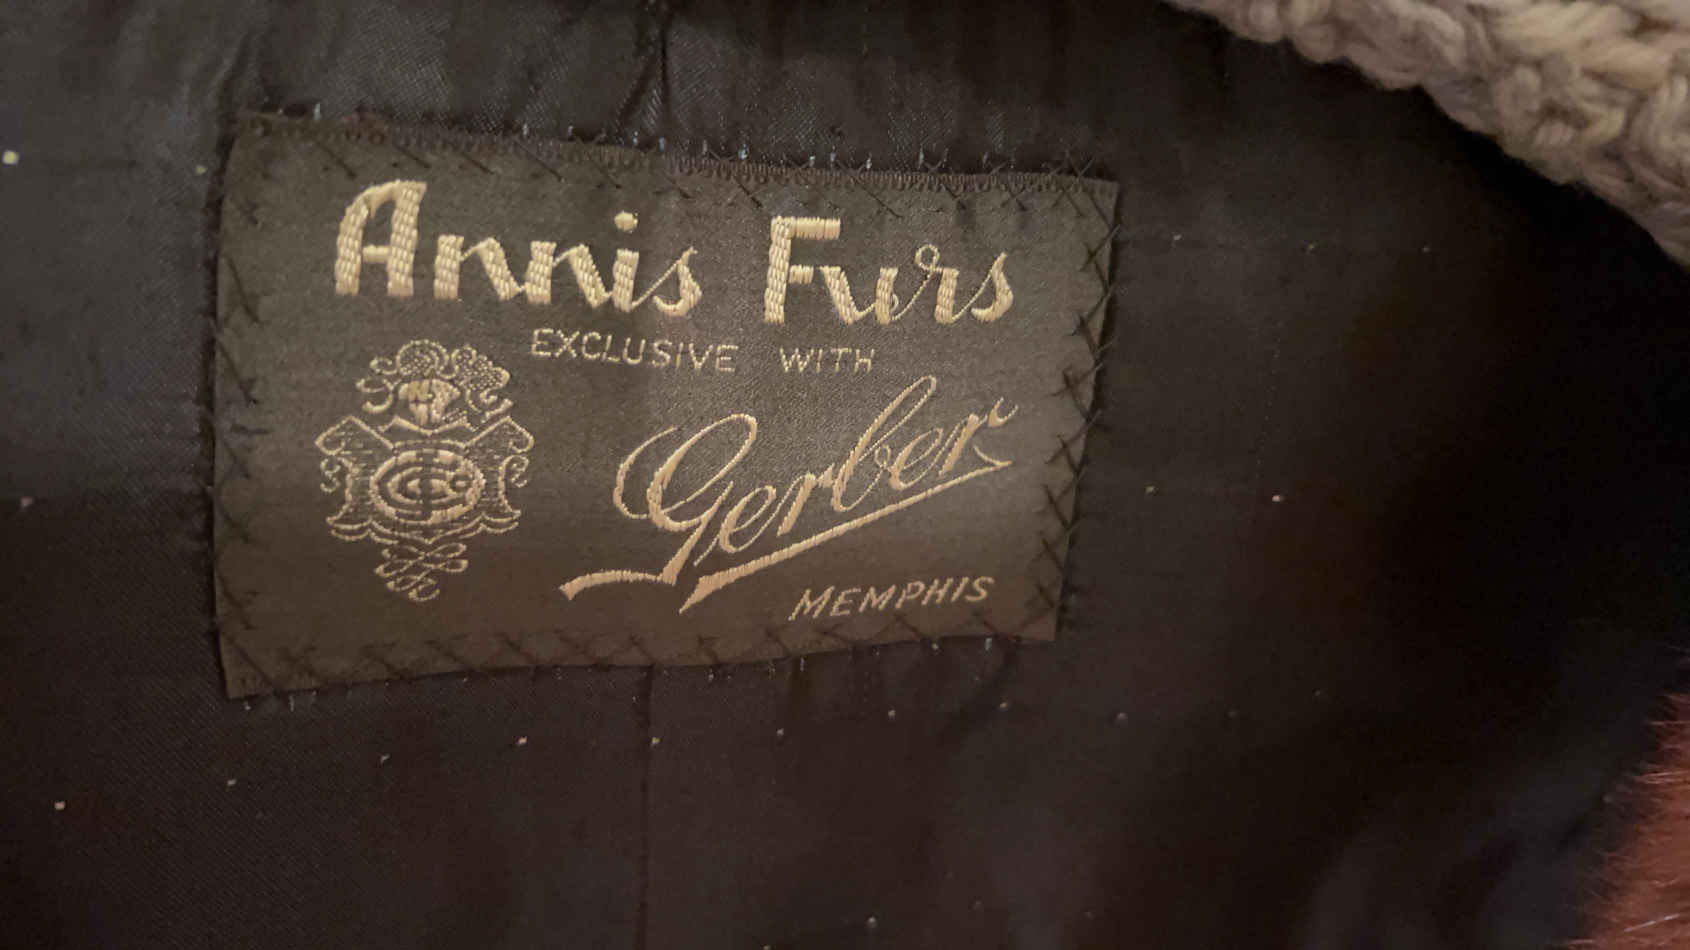 Annis Furs
EXCLUSIVE WITH
Gerber
MEMPHIS